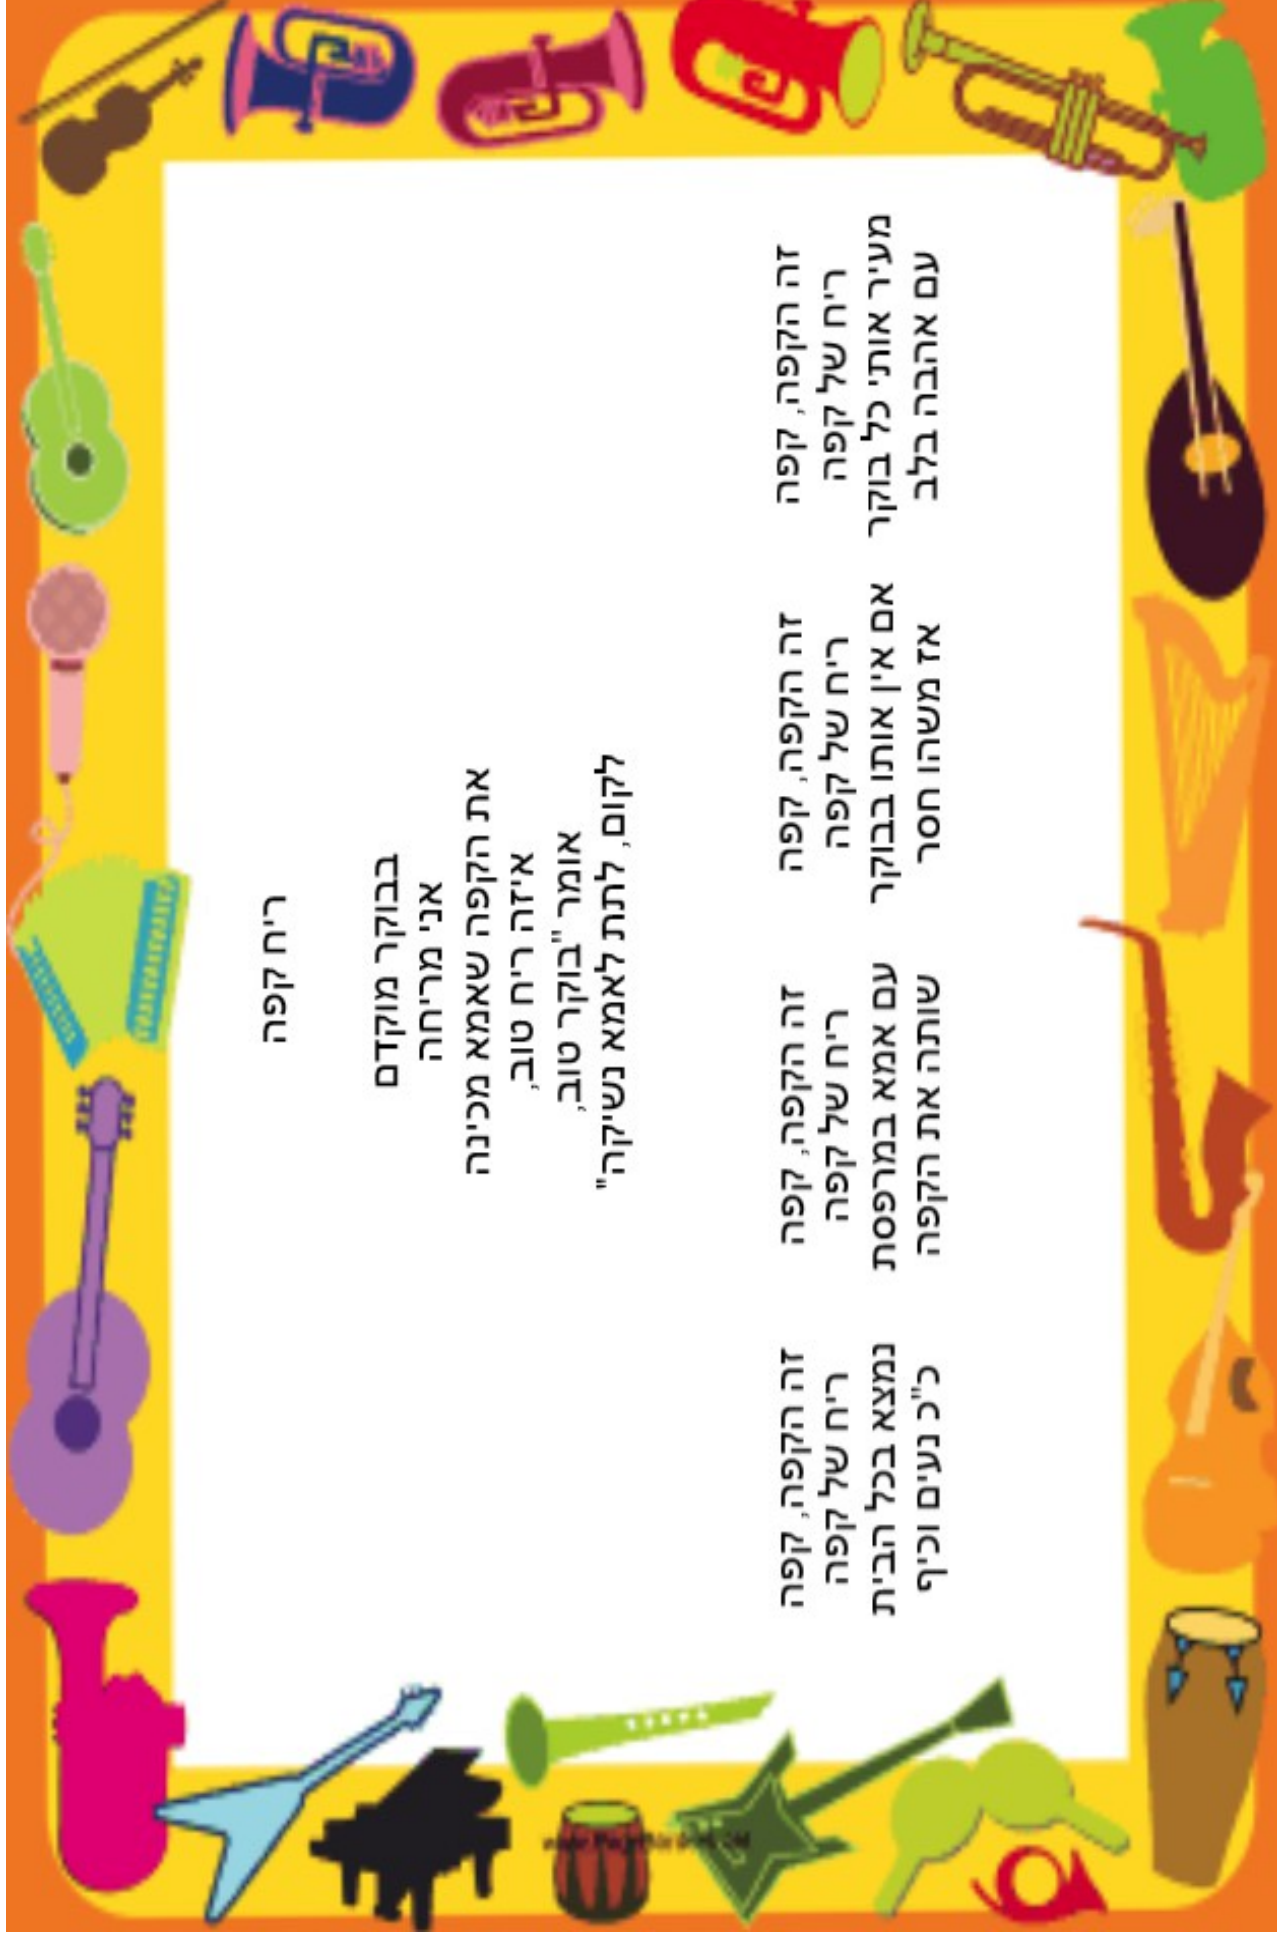 ריח קפה
בבוקר מוקדם
אני מריחה
את הקפה שאמא מכינה
איזה ריח טוב,
אומר "בוקר טוב,
לקום, לתת לאמא נשיקה"
זה הקפה, קפה
ריח של קפה
מעיר אותי כל בוקר
עם אהבה בלב
זה הקפה, קפה
ריח של קפה
אם אין אותו בבוקר
אז משהו חסר
זה הקפה, קפה
ריח של קפה
עם אמא במרפסת
שותה את הקפה
זה הקפה, קפה
ריח של קפה
נמצא בכל הבית
כ"כ נעים וכיף